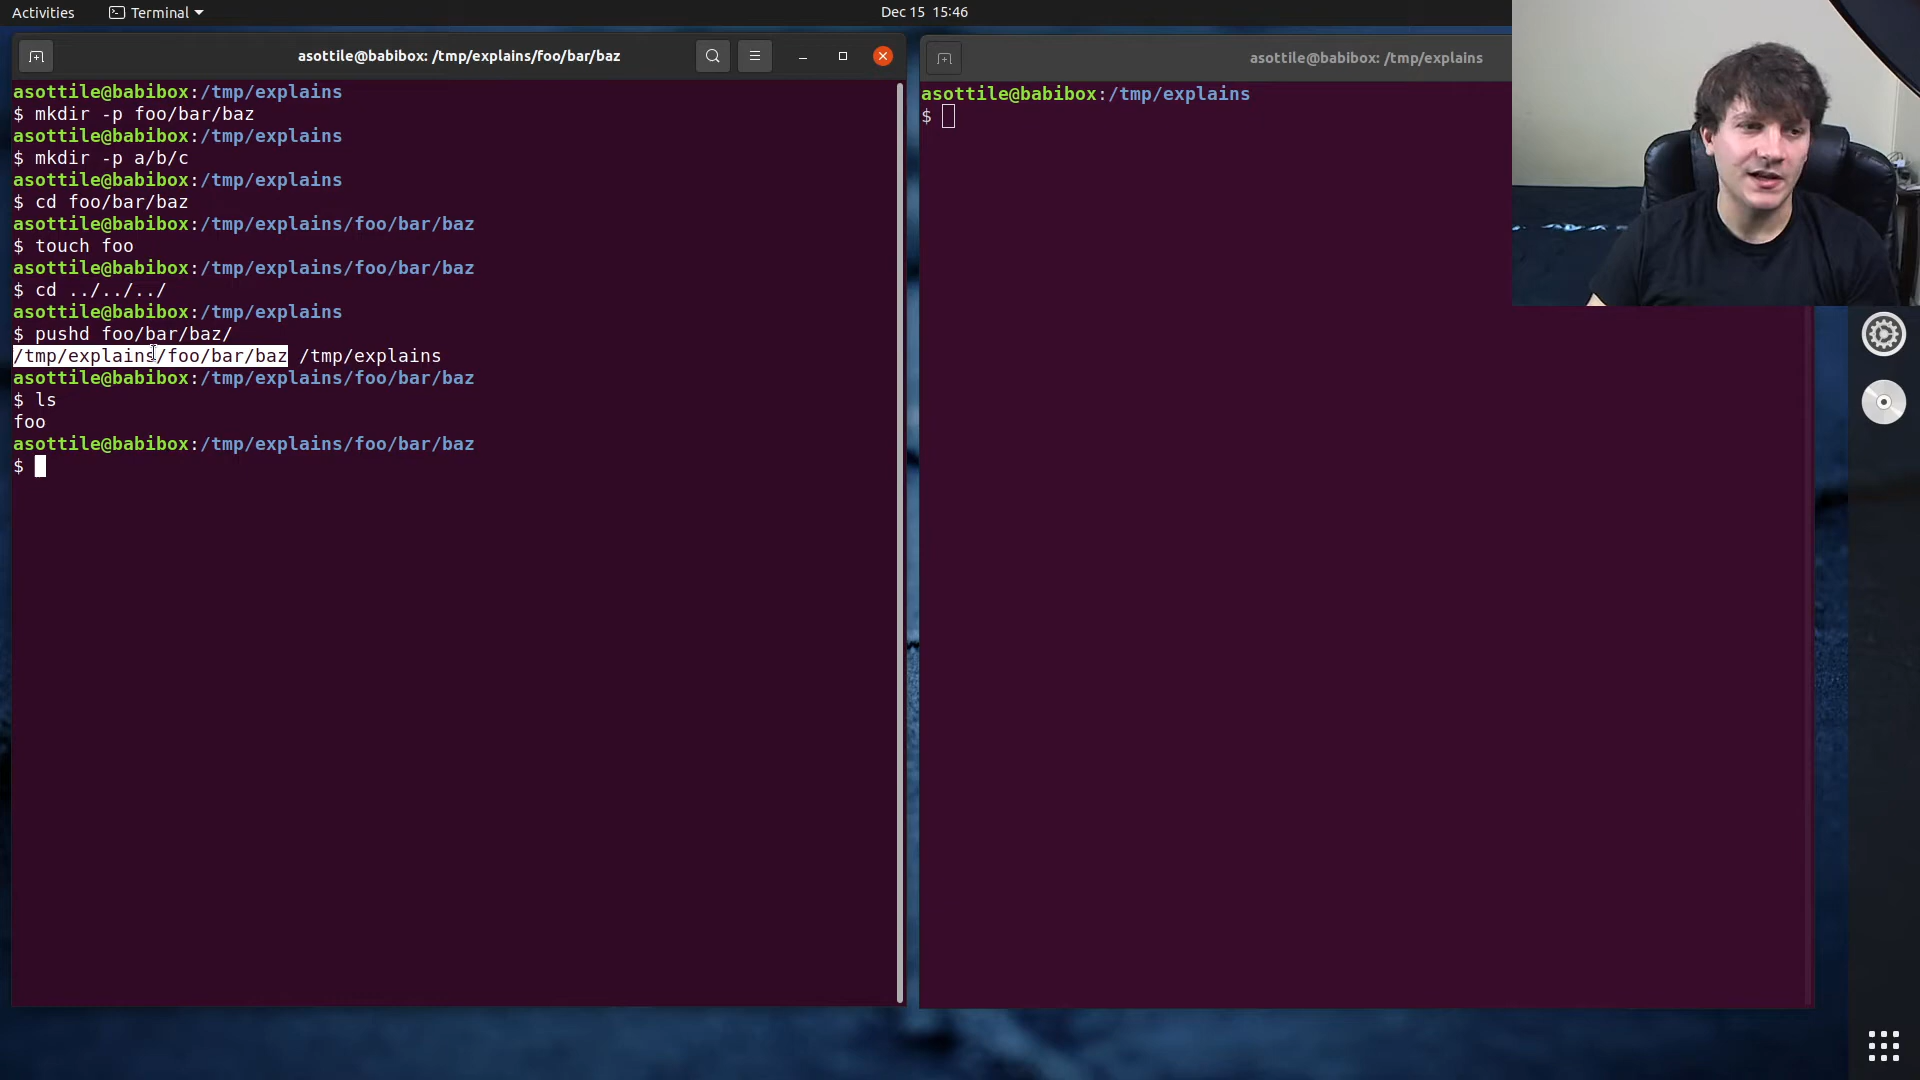 Activities
Terminal
Dec 15 15:46
asottile@babibox: /tmp/explains/foo/bar/baz
asottile@babibox:/tmp/explains
$ mkdir -p foo/bar/baz
asottile@babibox:/tmp/explains
$ mkdir -p a/b/c
asottile@babibox:/tmp/explains
$ cd foo/bar/baz
asottile@babibox:/tmp/explains/foo/bar/baz
$ touch foo
asottile@babibox:/tmp/explains/foo/bar/baz
$ cd ../../../
asottile@babibox:/tmp/explains
$ pushd foo/bar/baz/
/tmp/explains/foo/bar/baz /tmp/explains
asottile@babibox:/tmp/explains/foo/bar/baz
$ ls
foo
asottile@babibox:/tmp/explains/foo/bar/baz
$
asottile@babibox: /tmp/explains
asottile@babibox:/tmp/explains
$